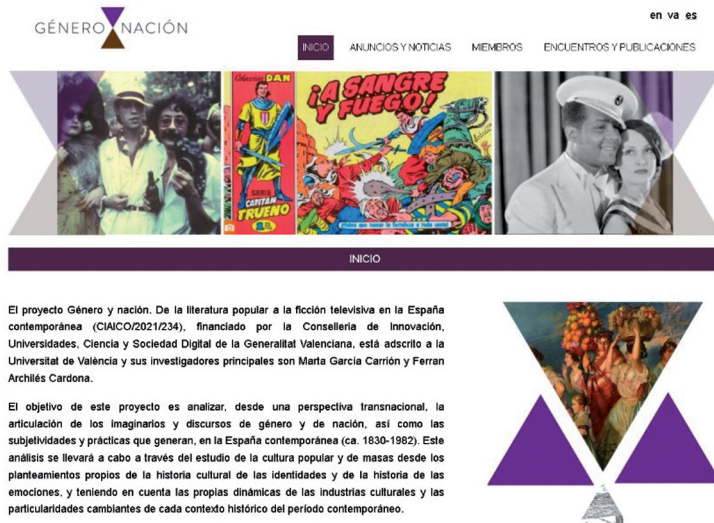 en va es
GÉNERO NACIÓN
INICIO ANUNCIOS Y NOTICIAS MIEMBROS ENCUENTROS Y PUBLICACIONES
Colección DAN
¡A SANGRE
Y FUEGO!
SERIE
CAPITAN
TRUENO
INICIO
El proyecto Género y nación. De la literatura popular a la ficción televisiva en la España
contemporánea (CIAICO/2021/234), financiado por la Conselleria de Innovación,
Universidades, Ciencia y Sociedad Digital de la Generalitat Valenciana, está adscrito a la
Universitat de València y sus investigadores principales son Marta García Carrión y Ferran
Archilés Cardona.
El objetivo de este proyecto es analizar, desde una perspectiva transnacional, la
articulación de los imaginarios y discursos de género y de nación, así como las
subjetividades y prácticas que generan, en la España contemporánea (ca. 1830-1982). Este
análisis se llevará a cabo a través del estudio de la cultura popular y de masas desde los
planteamientos propios de la historia cultural de las identidades y de la historia de las
emociones, y teniendo en cuenta las propias dinámicas de las industrias culturales y las
particularidades cambiantes de cada contexto histórico del período contemporáneo.